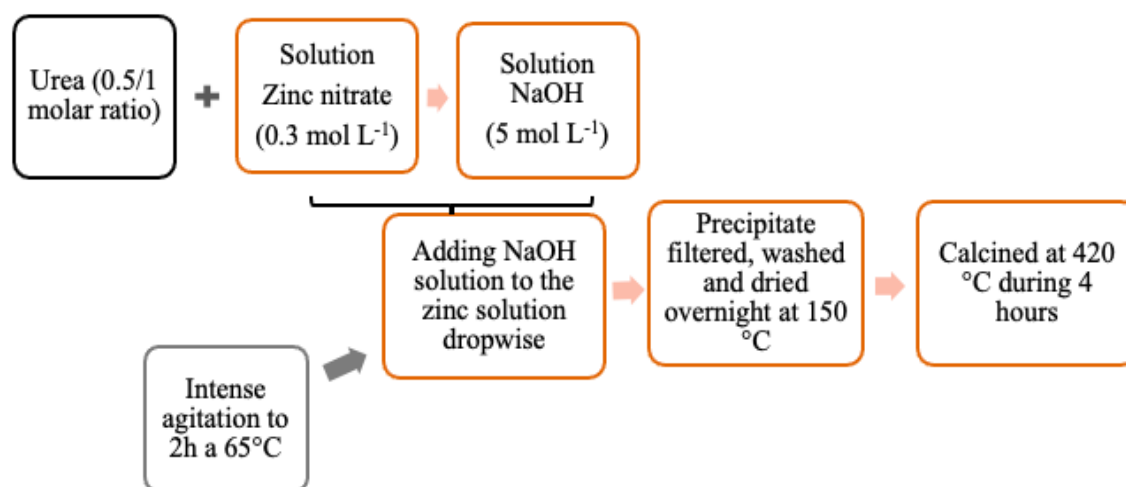 Urea (0.5/1
molar ratio)
Solution
Zinc nitrate
(0.3 mol L⁻¹)
Solution
NaOH
(5 mol L⁻¹)
Adding NaOH
solution to the
zinc solution
dropwise
Precipitate
filtered, washed
and dried
overnight at 150
°C
Calcined at 420
°C during 4
hours
Intense
agitation to
2h a 65°C